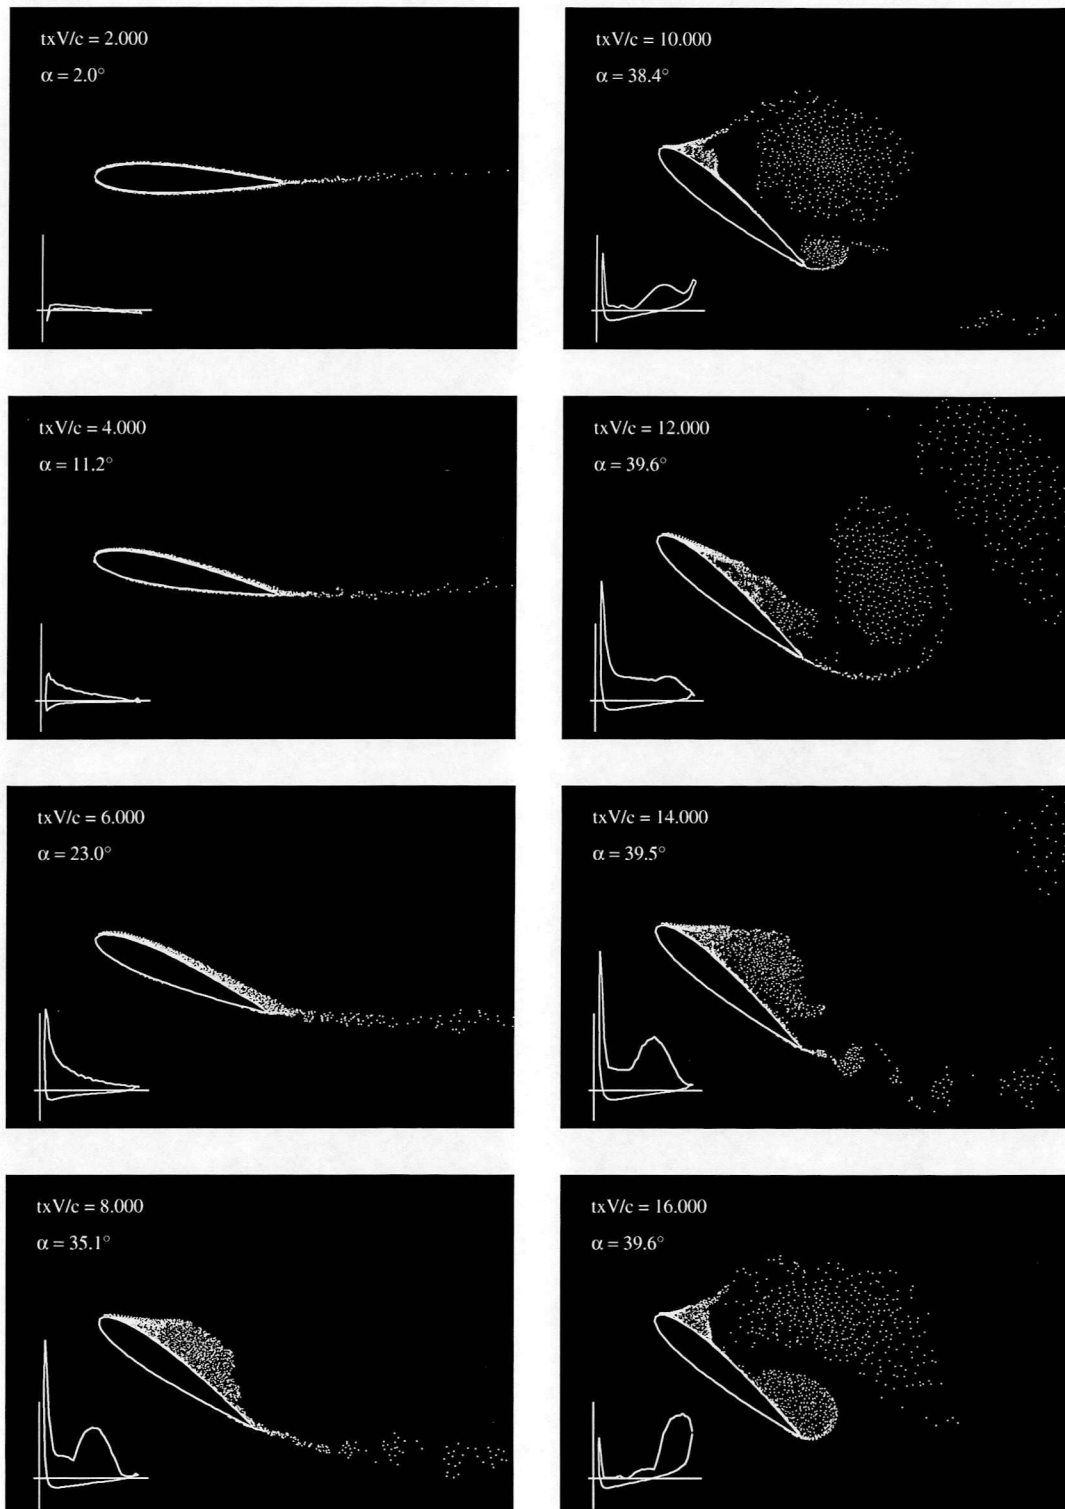 txV/c = 2.000
α = 2.0°
txV/c = 4.000
α = 11.2°
txV/c = 6.000
α = 23.0°
txV/c = 8.000
α = 35.1°
txV/c = 10.000
α = 38.4°
txV/c = 12.000
α = 39.6°
txV/c = 14.000
α = 39.5°
txV/c = 16.000
α = 39.6°